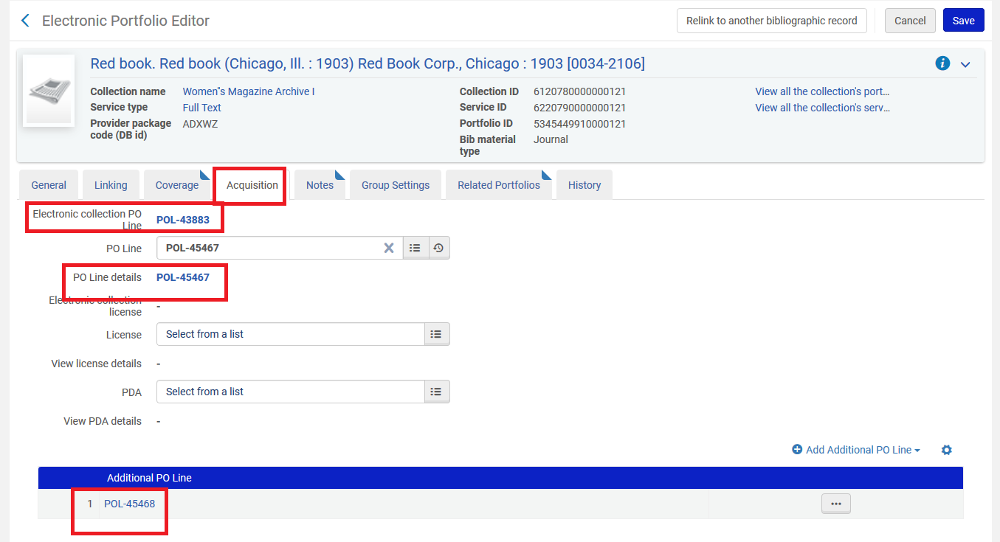 Electronic Portfolio Editor
Relink to another bibliographic record
Cancel
Save
Red book. Red book (Chicago, Ill. : 1903) Red Book Corp., Chicago : 1903 [0034-2106]
Collection name Women"s Magazine Archive I
Service type Full Text
Provider package code (DB id) ADXWZ
Collection ID 6120780000000121
Service ID 6220790000000121
Portfolio ID 5345449910000121
Bib material type Journal
View all the collection's port...
View all the collection's serv...
General Linking Coverage Acquisition Notes Group Settings Related Portfolios History
Electronic collection PO Line POL-43883
PO Line POL-45467
PO Line details POL-45467
Electronic collection license -
License Select from a list
View license details -
PDA Select from a list
View PDA details -
Add Additional PO Line
Additional PO Line
1 POL-45468